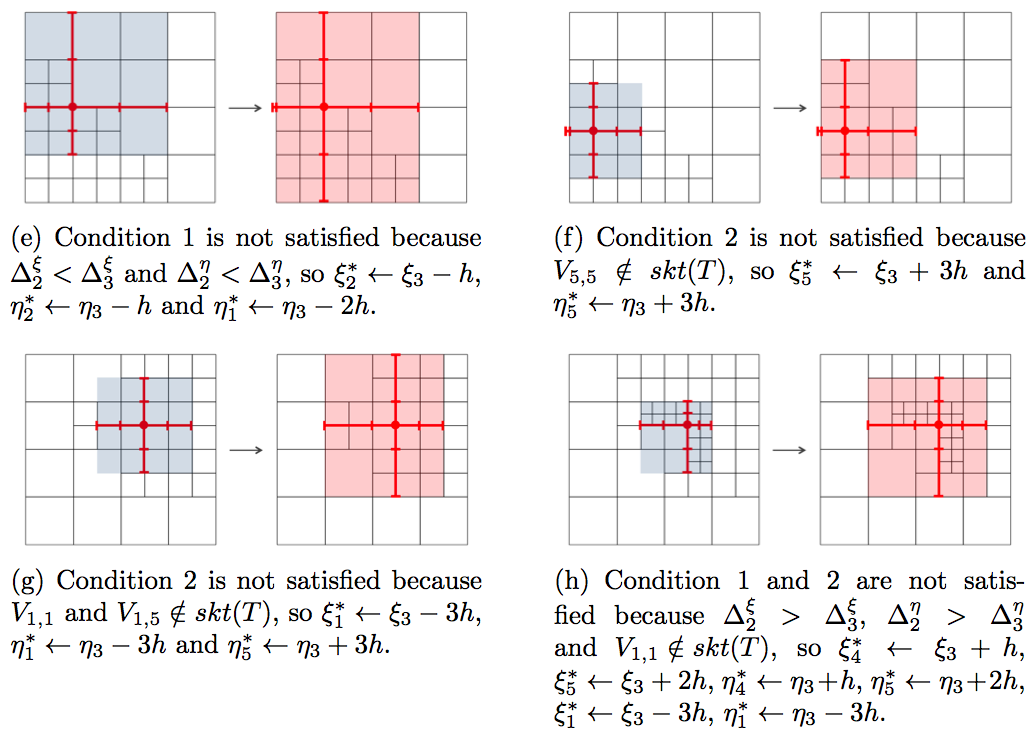 (e) Condition 1 is not satisfied because
Δ₂^ξ < Δ₃^ξ and Δ₂^η < Δ₃^η, so ξ₂* ← ξ₃ − h,
η₂* ← η₃ − h and η₁* ← η₃ − 2h.
(f) Condition 2 is not satisfied because
V₅,₅ ∉ skt(T), so ξ₅* ← ξ₃ + 3h and
η₅* ← η₃ + 3h.
(g) Condition 2 is not satisfied because
V₁,₁ and V₁,₅ ∉ skt(T), so ξ₁* ← ξ₃ − 3h,
η₁* ← η₃ − 3h and η₅* ← η₃ + 3h.
(h) Condition 1 and 2 are not satis-
fied because Δ₂^ξ > Δ₃^ξ, Δ₂^η > Δ₃^η
and V₁,₁ ∉ skt(T), so ξ₄* ← ξ₃ + h,
ξ₅* ← ξ₃ + 2h, η₄* ← η₃ + h, η₅* ← η₃ + 2h,
ξ₁* ← ξ₃ − 3h, η₁* ← η₃ − 3h.